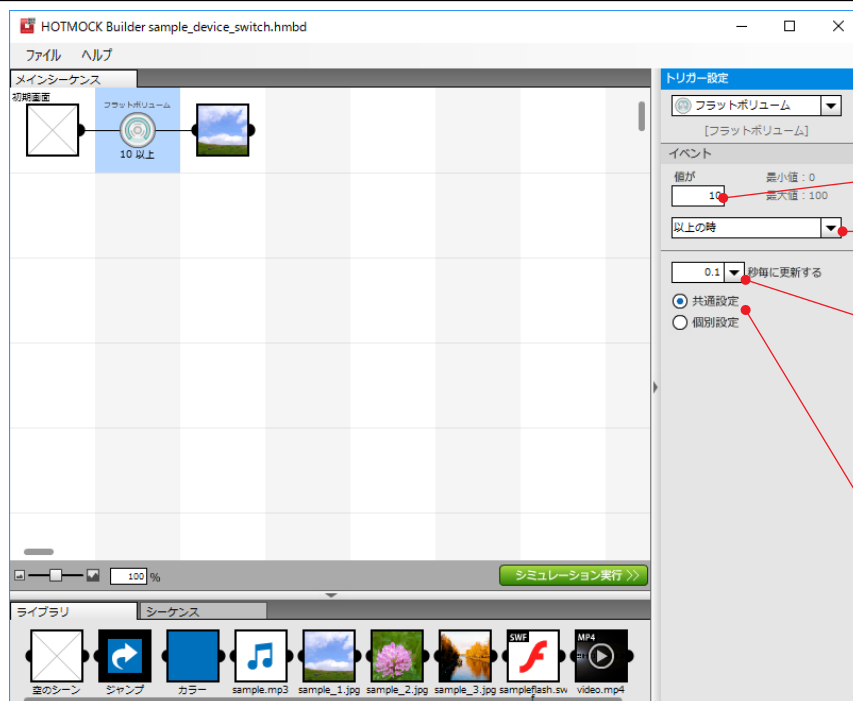 HOTMOCK Builder sample_device_switch.hmbd
ファイル ヘルプ
メインシーケンス
初期画面
フラットボリューム
10 以上
トリガー設定
フラットボリューム
[フラットボリューム]
イベント
値が
最小値：0
10
最大値：100
以上の時
0.1 秒毎に更新する
共通設定
個別設定
100 %
シミュレーション実行
ライブラリ シーケンス
SWF MP4
空のシーン ジャンプ カラー sample.mp3 sample_1.jpg sample_2.jpg sample_3.jpg sampleflash.sw video.mp4